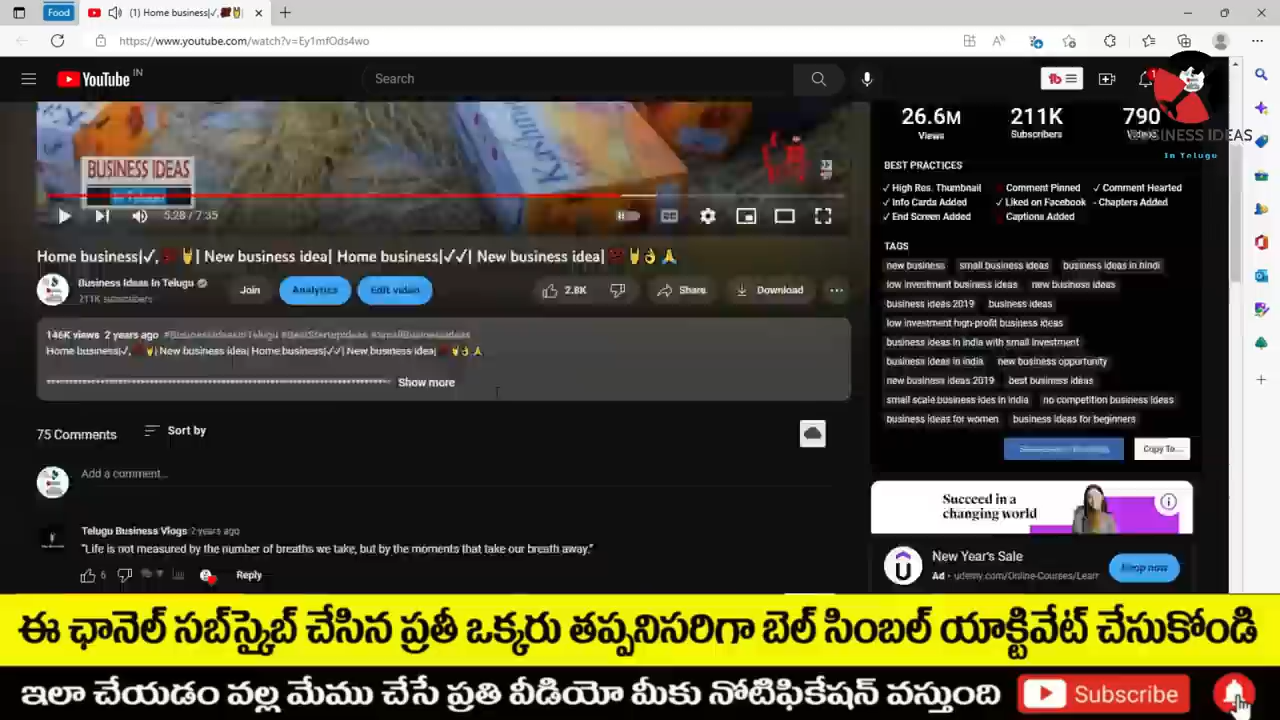 Food
(1) Home business|✓,💯🤘|
https://www.youtube.com/watch?v=Ey1mfOds4wo
YouTube IN
Search
BUSINESS IDEAS
In Telugu
26.6M
Views
211K
Subscribers
790
Videos
BEST PRACTICES
✓ High Res. Thumbnail
Comment Pinned
✓ Comment Hearted
✓ Info Cards Added
✓ Liked on Facebook
- Chapters Added
✓ End Screen Added
Captions Added
TAGS
new business
small business ideas
business ideas in hindi
low investment business ideas
new business ideas
business ideas 2019
business ideas
low investment high-profit business ideas
business ideas in india with small investment
business ideas in india
new business oppurtunity
new business ideas 2019
best business ideas
small scale business ides in india
no competition business ideas
business ideas for women
business ideas for beginners
Copy To...
BUSINESS IDEAS
5:28 / 7:35
Home business|✓,💯🤘| New business idea| Home business|✓✓| New business idea|💯🤘👌🙏
Business Ideas In Telugu
211K subscribers
Join
Analytics
Edit video
2.8K
Share
Download
146K views 2 years ago #BusinessIdeasInTelugu #BestStartupIdeas #SmallBusinessIdeas
Home business|✓,💯🤘| New business idea| Home business|✓✓| New business idea|💯🤘👌🙏
Show more
75 Comments
Sort by
Add a comment...
Telugu Business Vlogs 2 years ago
"Life is not measured by the number of breaths we take, but by the moments that take our breath away."
6
Reply
Succeed in a
changing world
New Year's Sale
Ad • udemy.com/Online-Courses/Learn
Shop now
ఈ ఛానెల్ సబ్‌స్క్రైబ్ చేసిన ప్రతీ ఒక్కరు తప్పనిసరిగా బెల్ సింబల్ యాక్టివేట్ చేసుకోండి
ఇలా చేయడం వల్ల మేము చేసే ప్రతి వీడియో మీకు నోటిఫికేషన్ వస్తుంది
Subscribe